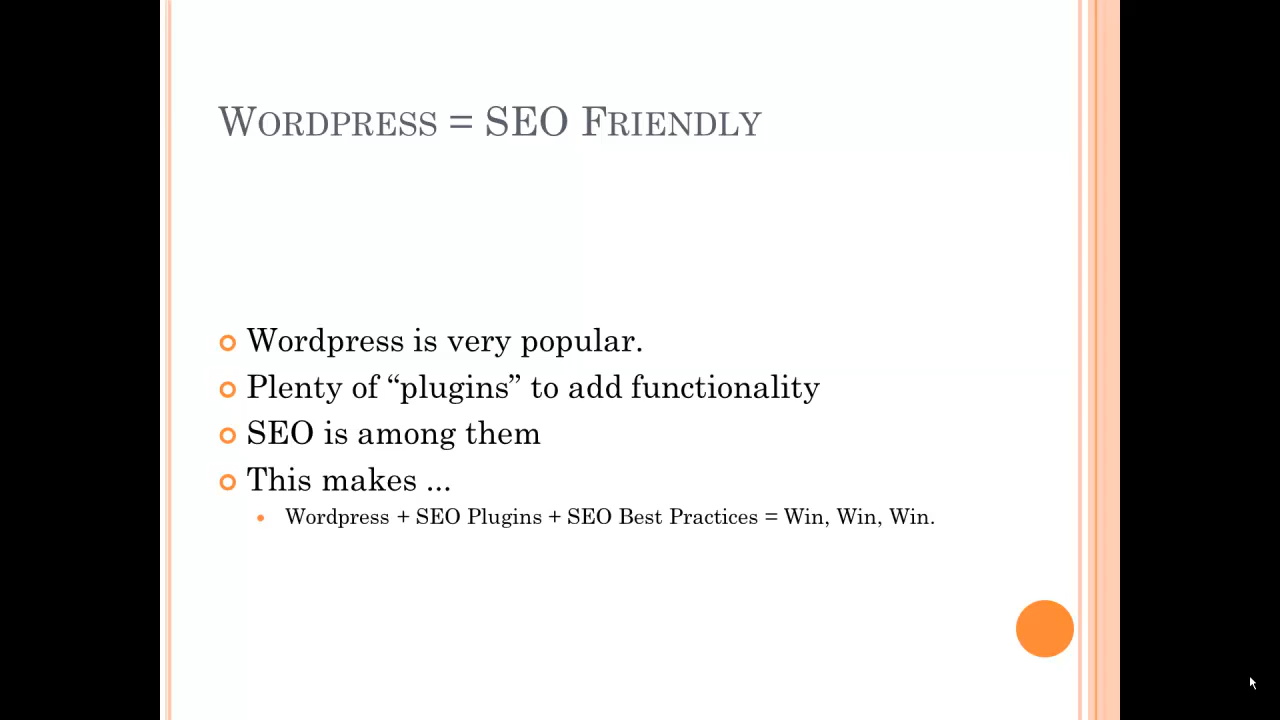 Wordpress = SEO Friendly
Wordpress is very popular.
Plenty of “plugins” to add functionality
SEO is among them
This makes ...
Wordpress + SEO Plugins + SEO Best Practices = Win, Win, Win.